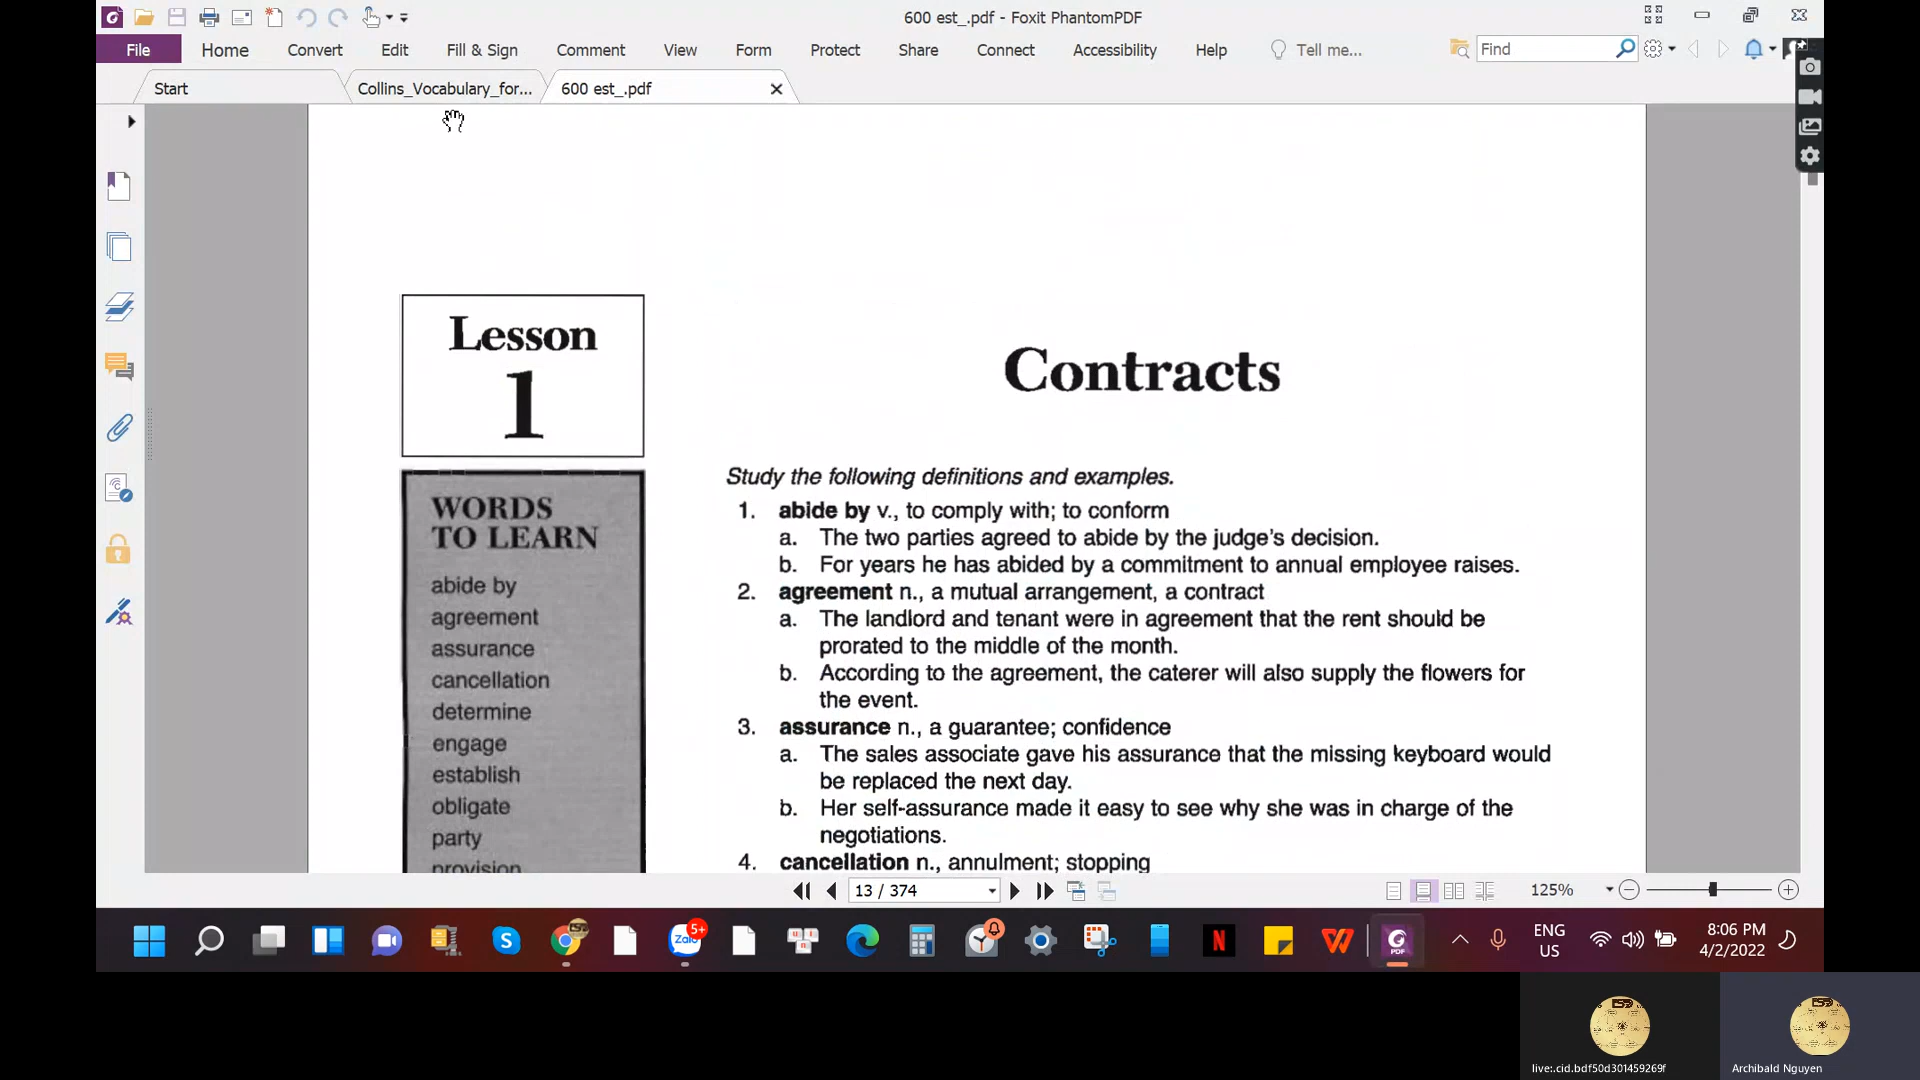 600 est_.pdf - Foxit PhantomPDF
File Home Convert Edit Fill & Sign Comment View Form Protect Share Connect Accessibility Help Tell me... Find
Start Collins_Vocabulary_for... 600 est_.pdf
Lesson
1
Contracts
WORDS
TO LEARN
abide by
agreement
assurance
cancellation
determine
engage
establish
obligate
party
provision
Study the following definitions and examples.
1. abide by v., to comply with; to conform
a. The two parties agreed to abide by the judge's decision.
b. For years he has abided by a commitment to annual employee raises.
2. agreement n., a mutual arrangement, a contract
a. The landlord and tenant were in agreement that the rent should be
prorated to the middle of the month.
b. According to the agreement, the caterer will also supply the flowers for
the event.
3. assurance n., a guarantee; confidence
a. The sales associate gave his assurance that the missing keyboard would
be replaced the next day.
b. Her self-assurance made it easy to see why she was in charge of the
negotiations.
4. cancellation n., annulment; stopping
13 / 374
125%
Zalo
5+
N
PDF
ENG
US
8:06 PM
4/2/2022
live:.cid.bdf50d301459269f
Archibald Nguyen